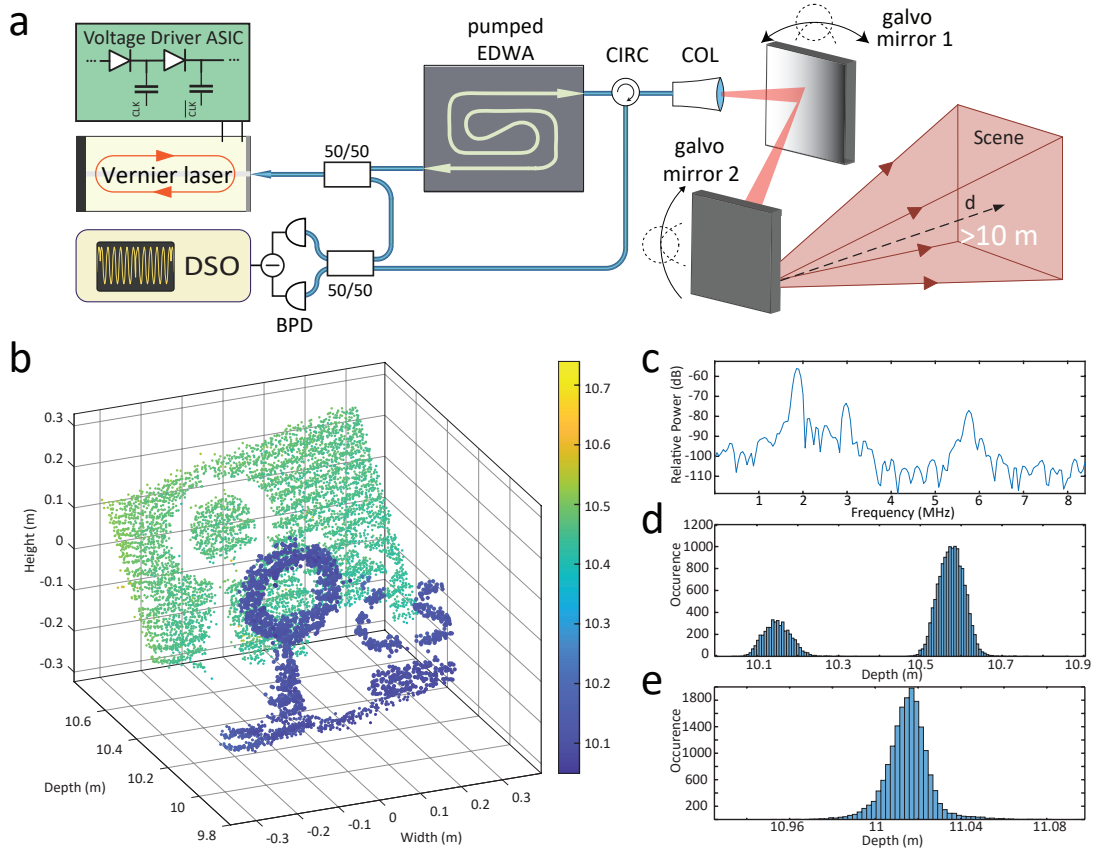 a
Voltage Driver ASIC
...
...
CLK
CLK
Vernier laser
DSO
BPD
50/50
50/50
pumped
EDWA
CIRC
COL
galvo
mirror 1
galvo
mirror 2
Scene
d
>10 m
b
0.3
0.2
0.1
0
-0.1
-0.2
-0.3
Height (m)
10.6
10.4
10.2
10
9.8
Depth (m)
-0.3
-0.2
-0.1
0
0.1
0.2
0.3
Width (m)
10.7
10.6
10.5
10.4
10.3
10.2
10.1
c
Relative Power (dB)
-60
-70
-80
-90
-100
-110
1
2
3
4
5
6
7
8
Frequency (MHz)
d
Occurence
1200
1000
800
600
400
200
0
10.1
10.3
10.5
10.7
10.9
Depth (m)
e
Occurence
1800
1400
1000
600
200
10.96
11
11.04
11.08
Depth (m)